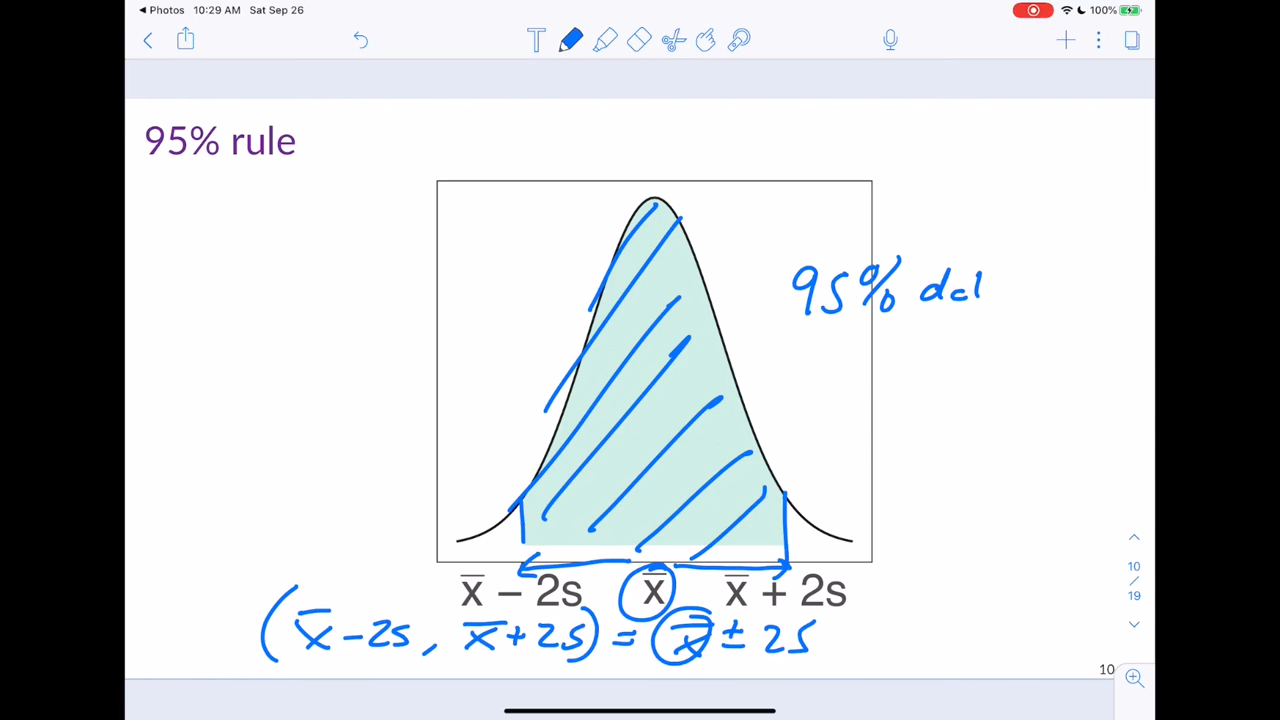 Photos 10:29 AM Sat Sep 26
100%
95% rule
95% dat
x̄ – 2s x̄ x̄ + 2s
(x̄ - 2s, x̄ + 2s) = x̄ ± 2s
10
/
19
10